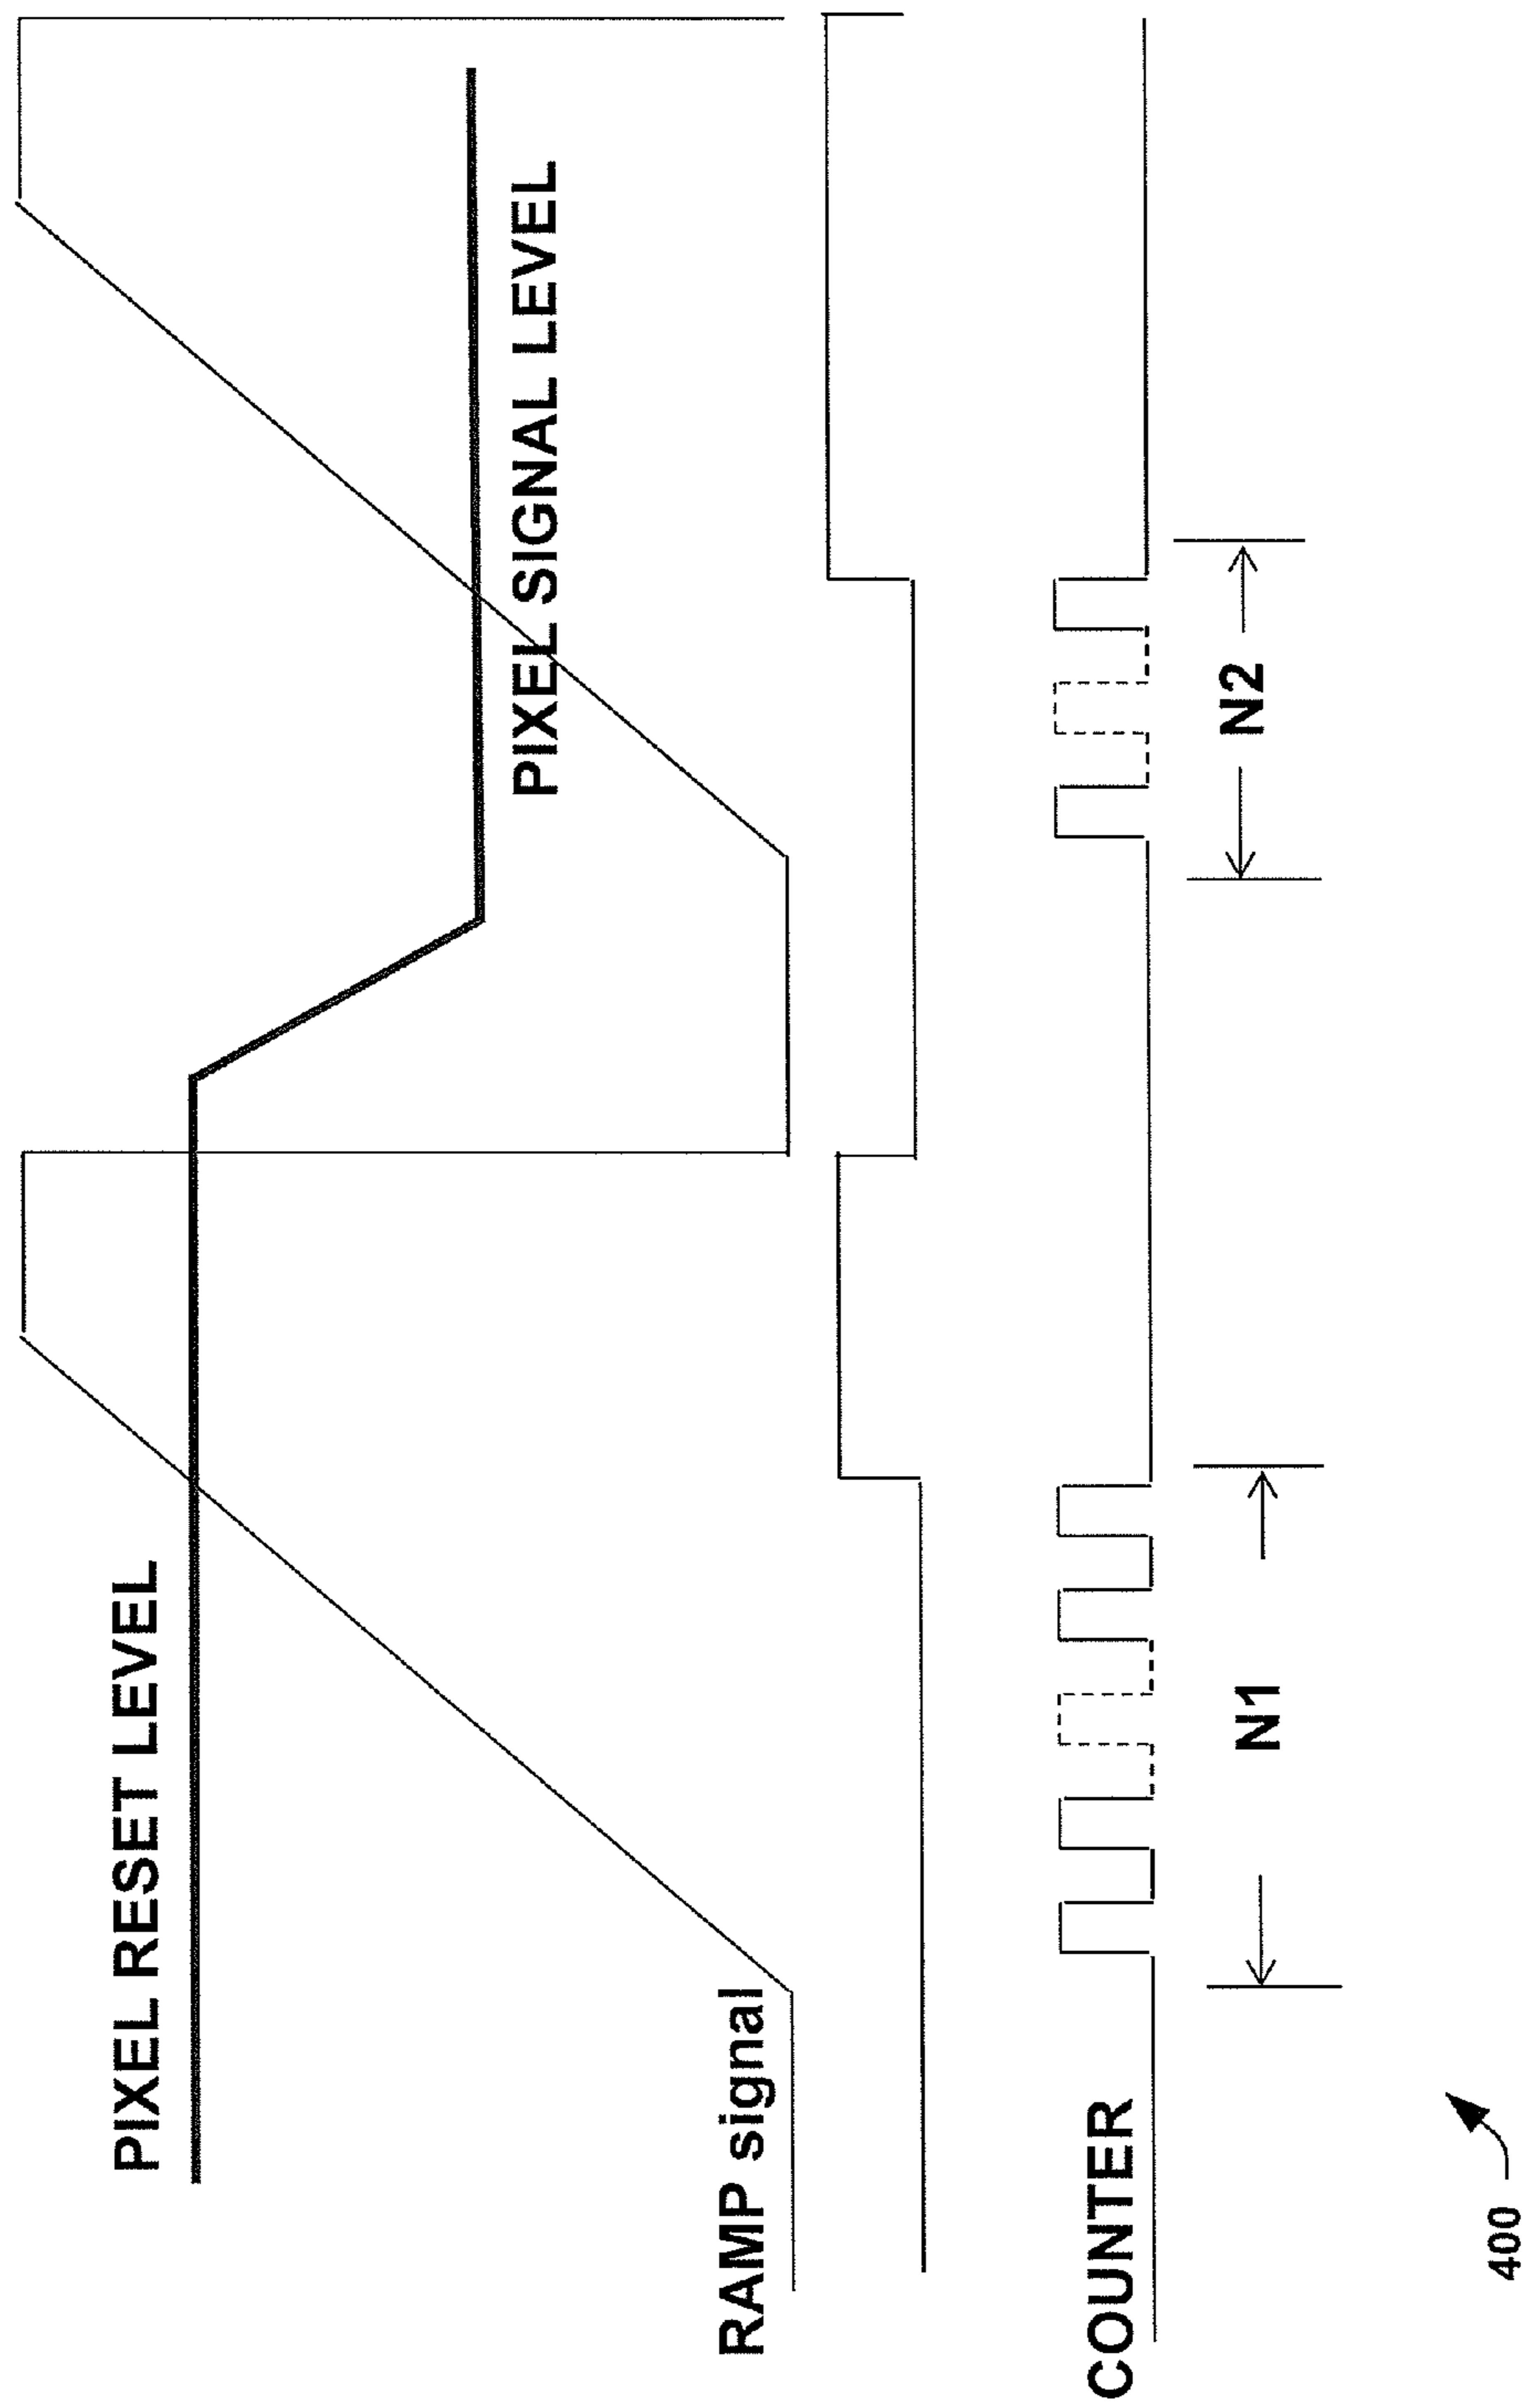 PIXEL RESET LEVEL
PIXEL SIGNAL LEVEL
RAMP signal
COUNTER
N1
N2
400